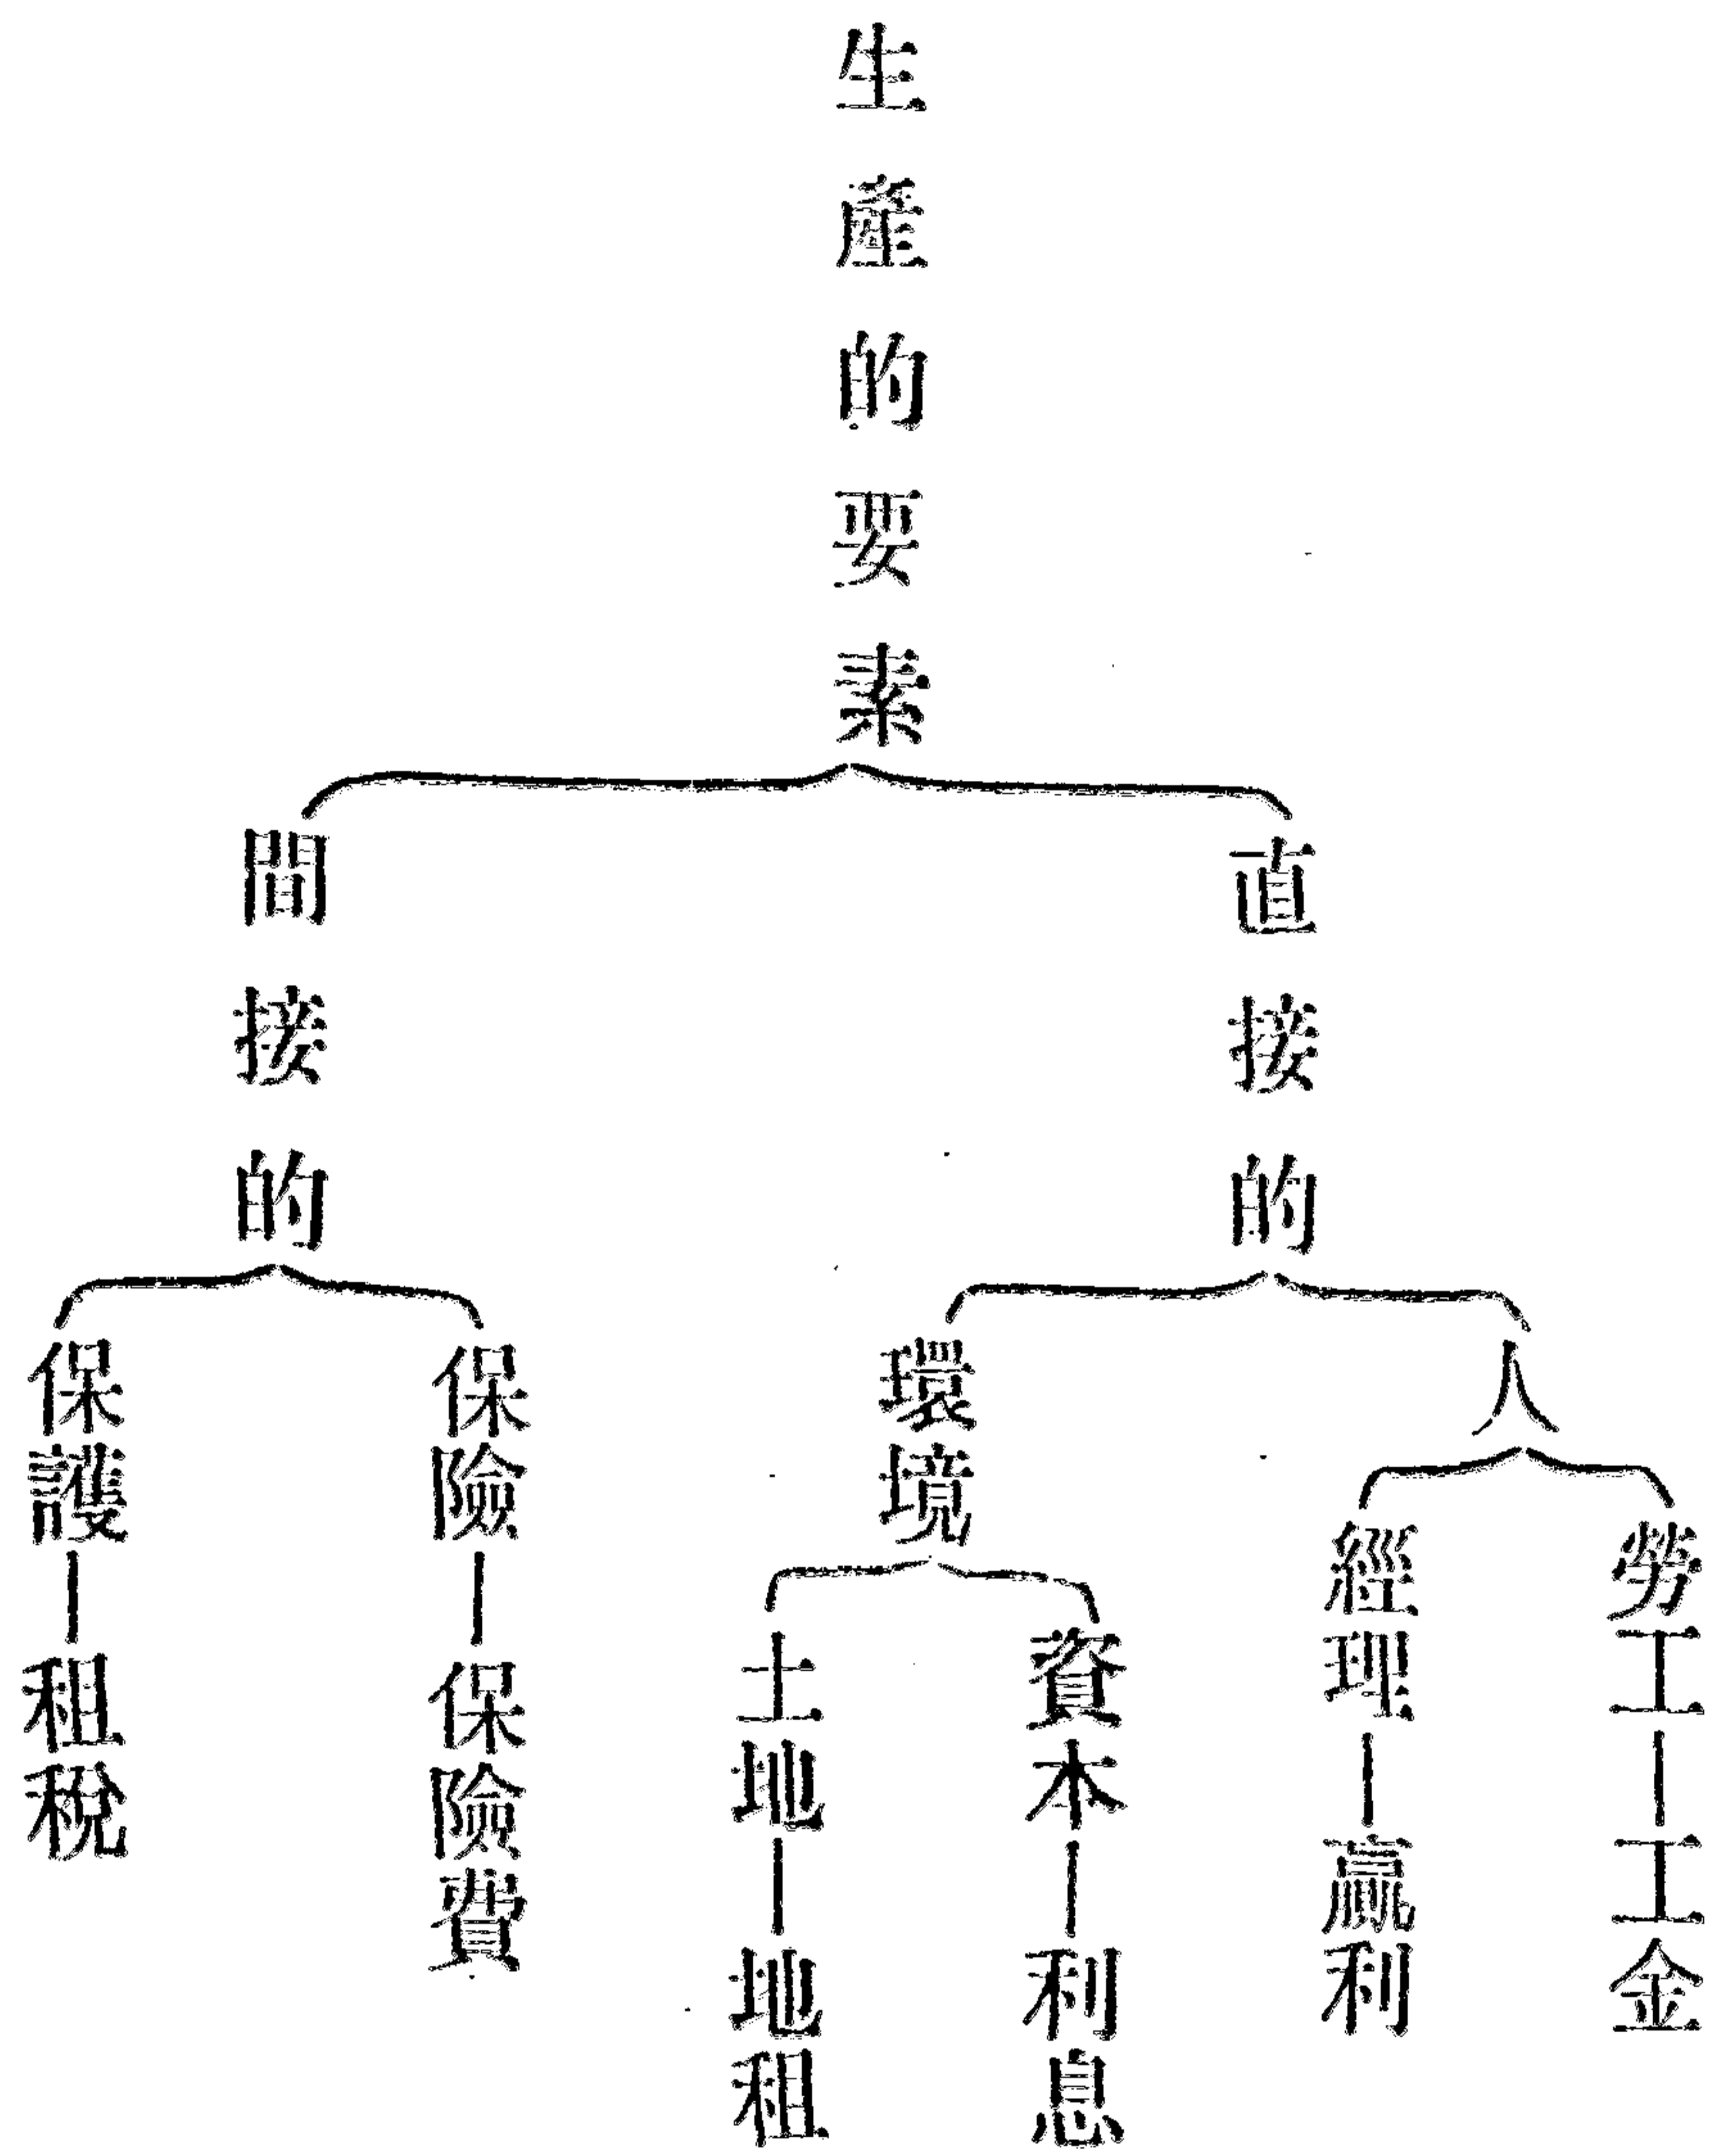 生產的要素
直接的
人
勞工—工金
經理—贏利
環境
資本—利息
土地—地租
間接的
保險—保險費
保護—租稅